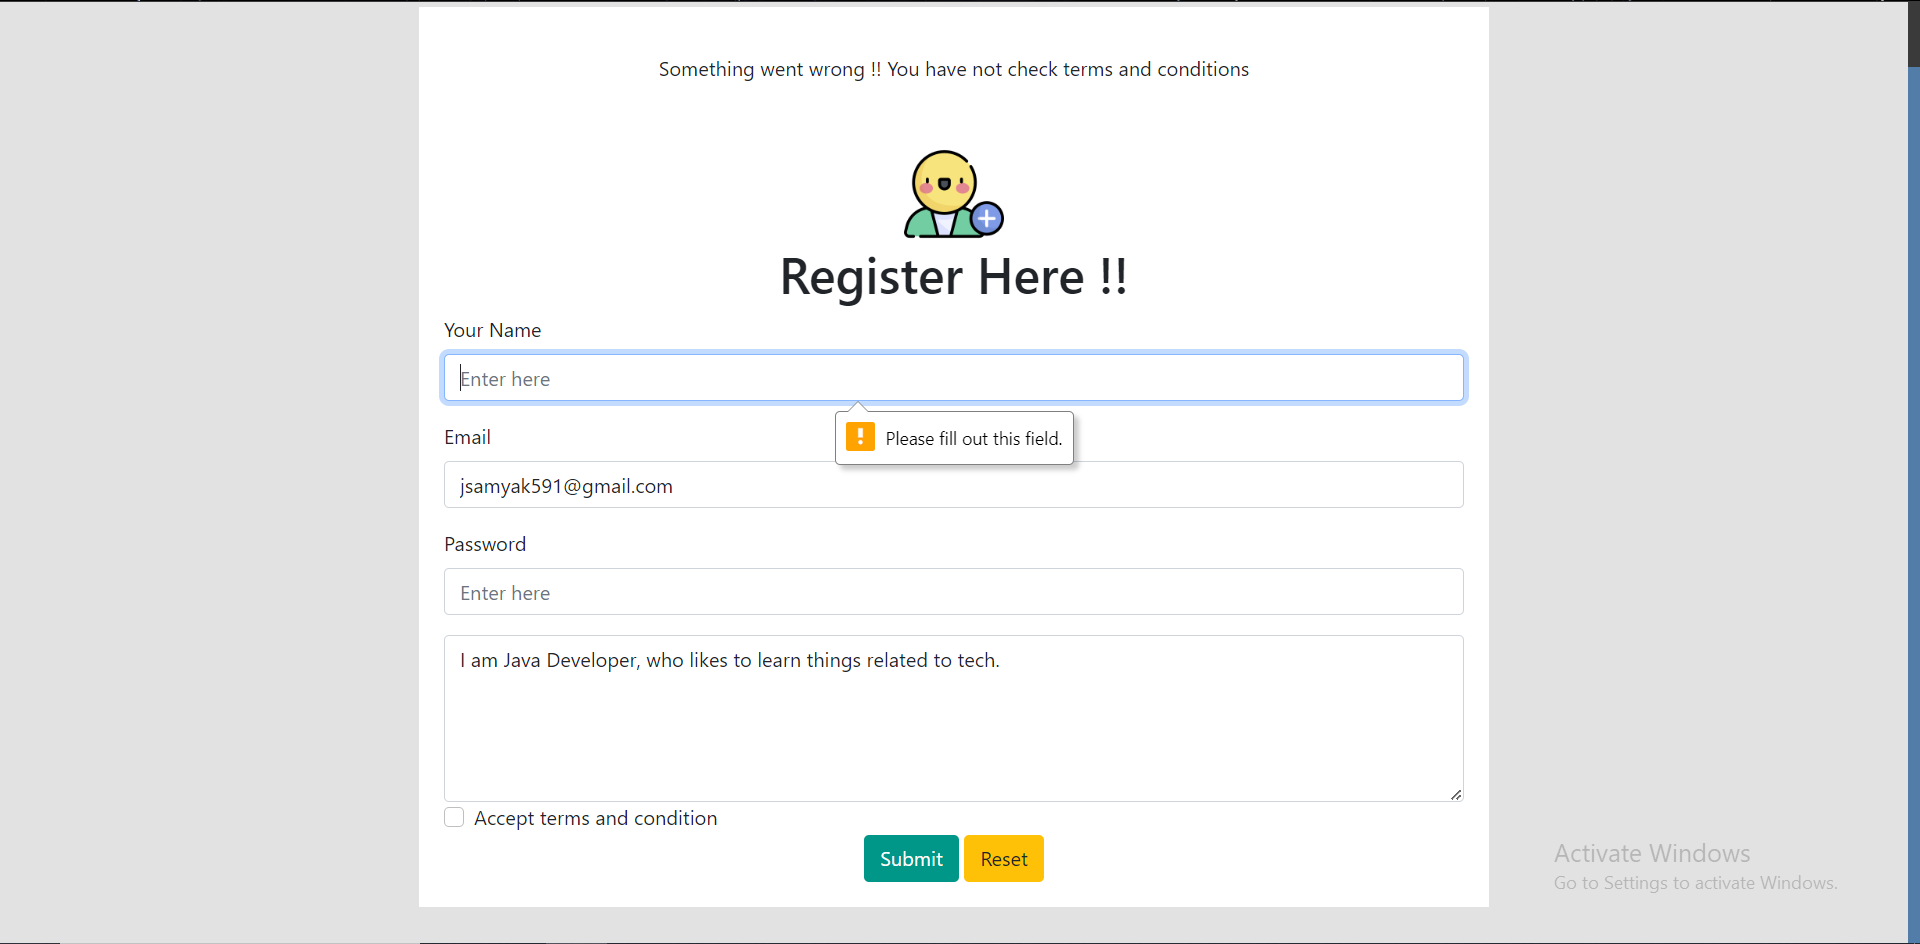 Something went wrong !! You have not check terms and conditions
Register Here !!
Your Name
Enter here
Please fill out this field.
Email
jsamyak591@gmail.com
Password
Enter here
I am Java Developer, who likes to learn things related to tech.
Accept terms and condition
Submit Reset
Activate Windows
Go to Settings to activate Windows.